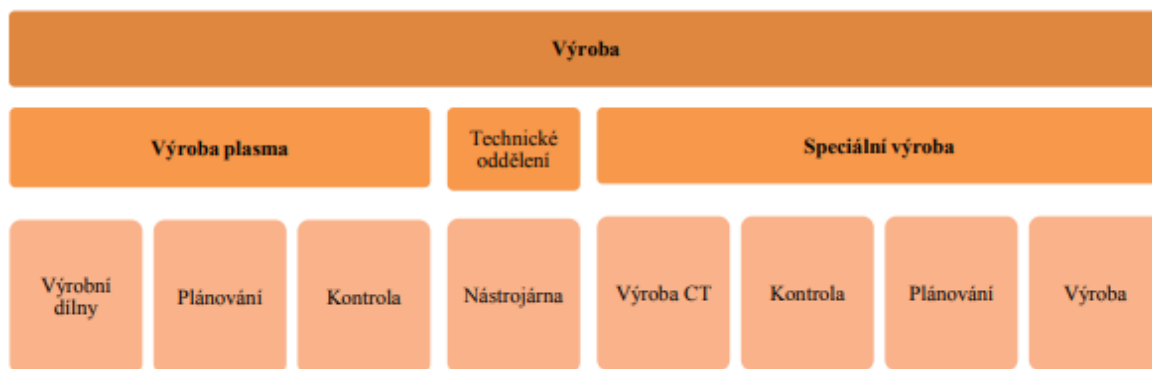 Výroba
Výroba plasma
Technické
oddělení
Speciální výroba
Výrobní
dílny
Plánování
Kontrola
Nástrojárna
Výroba CT
Kontrola
Plánování
Výroba